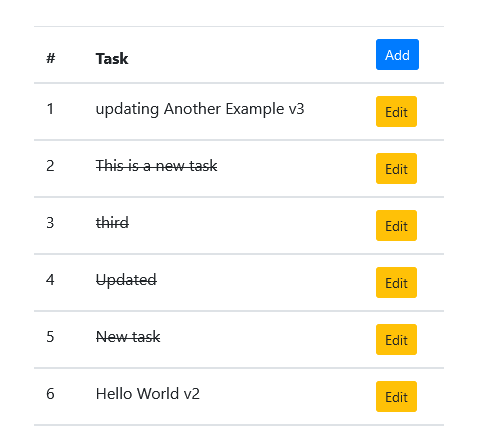 # Task Add
1 updating Another Example v3 Edit
2 This is a new task Edit
3 third Edit
4 Updated Edit
5 New task Edit
6 Hello World v2 Edit